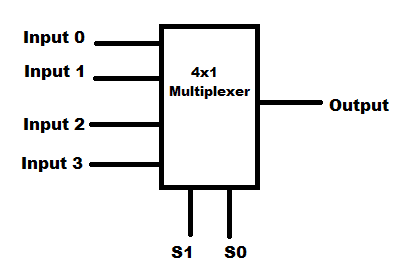 Input 0
Input 1
Input 2
Input 3
4x1
Multiplexer
Output
S1 S0